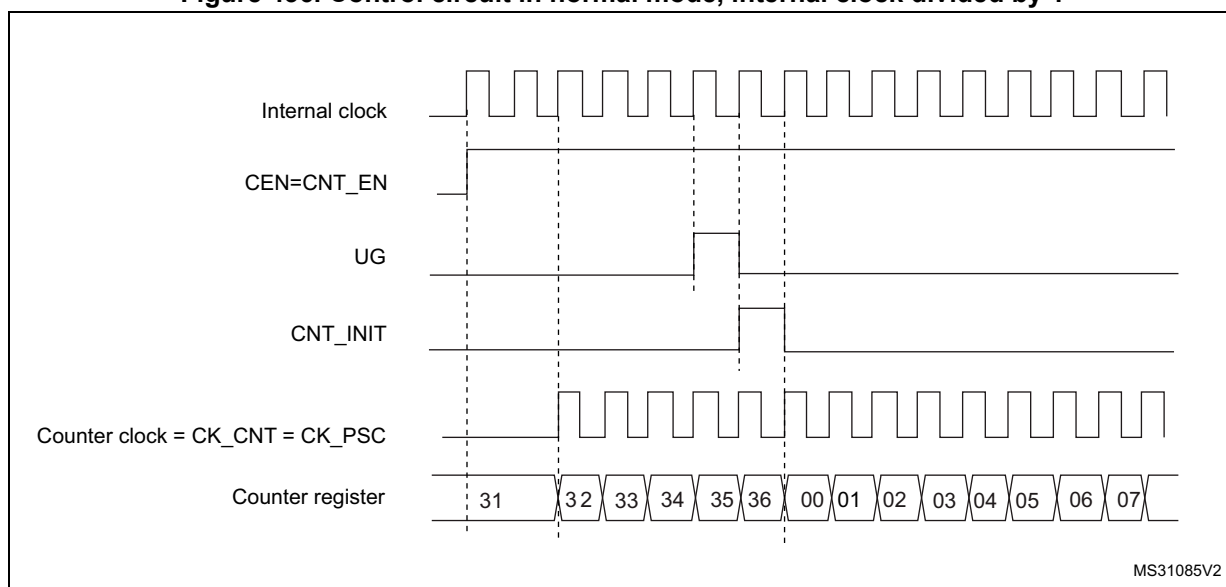 Figure Control circuit in normal mode, internal clock divided by 1
Internal clock
CEN=CNT_EN
UG
CNT_INIT
Counter clock = CK_CNT = CK_PSC
Counter register 31 32 33 34 35 36 00 01 02 03 04 05 06 07
MS31085V2